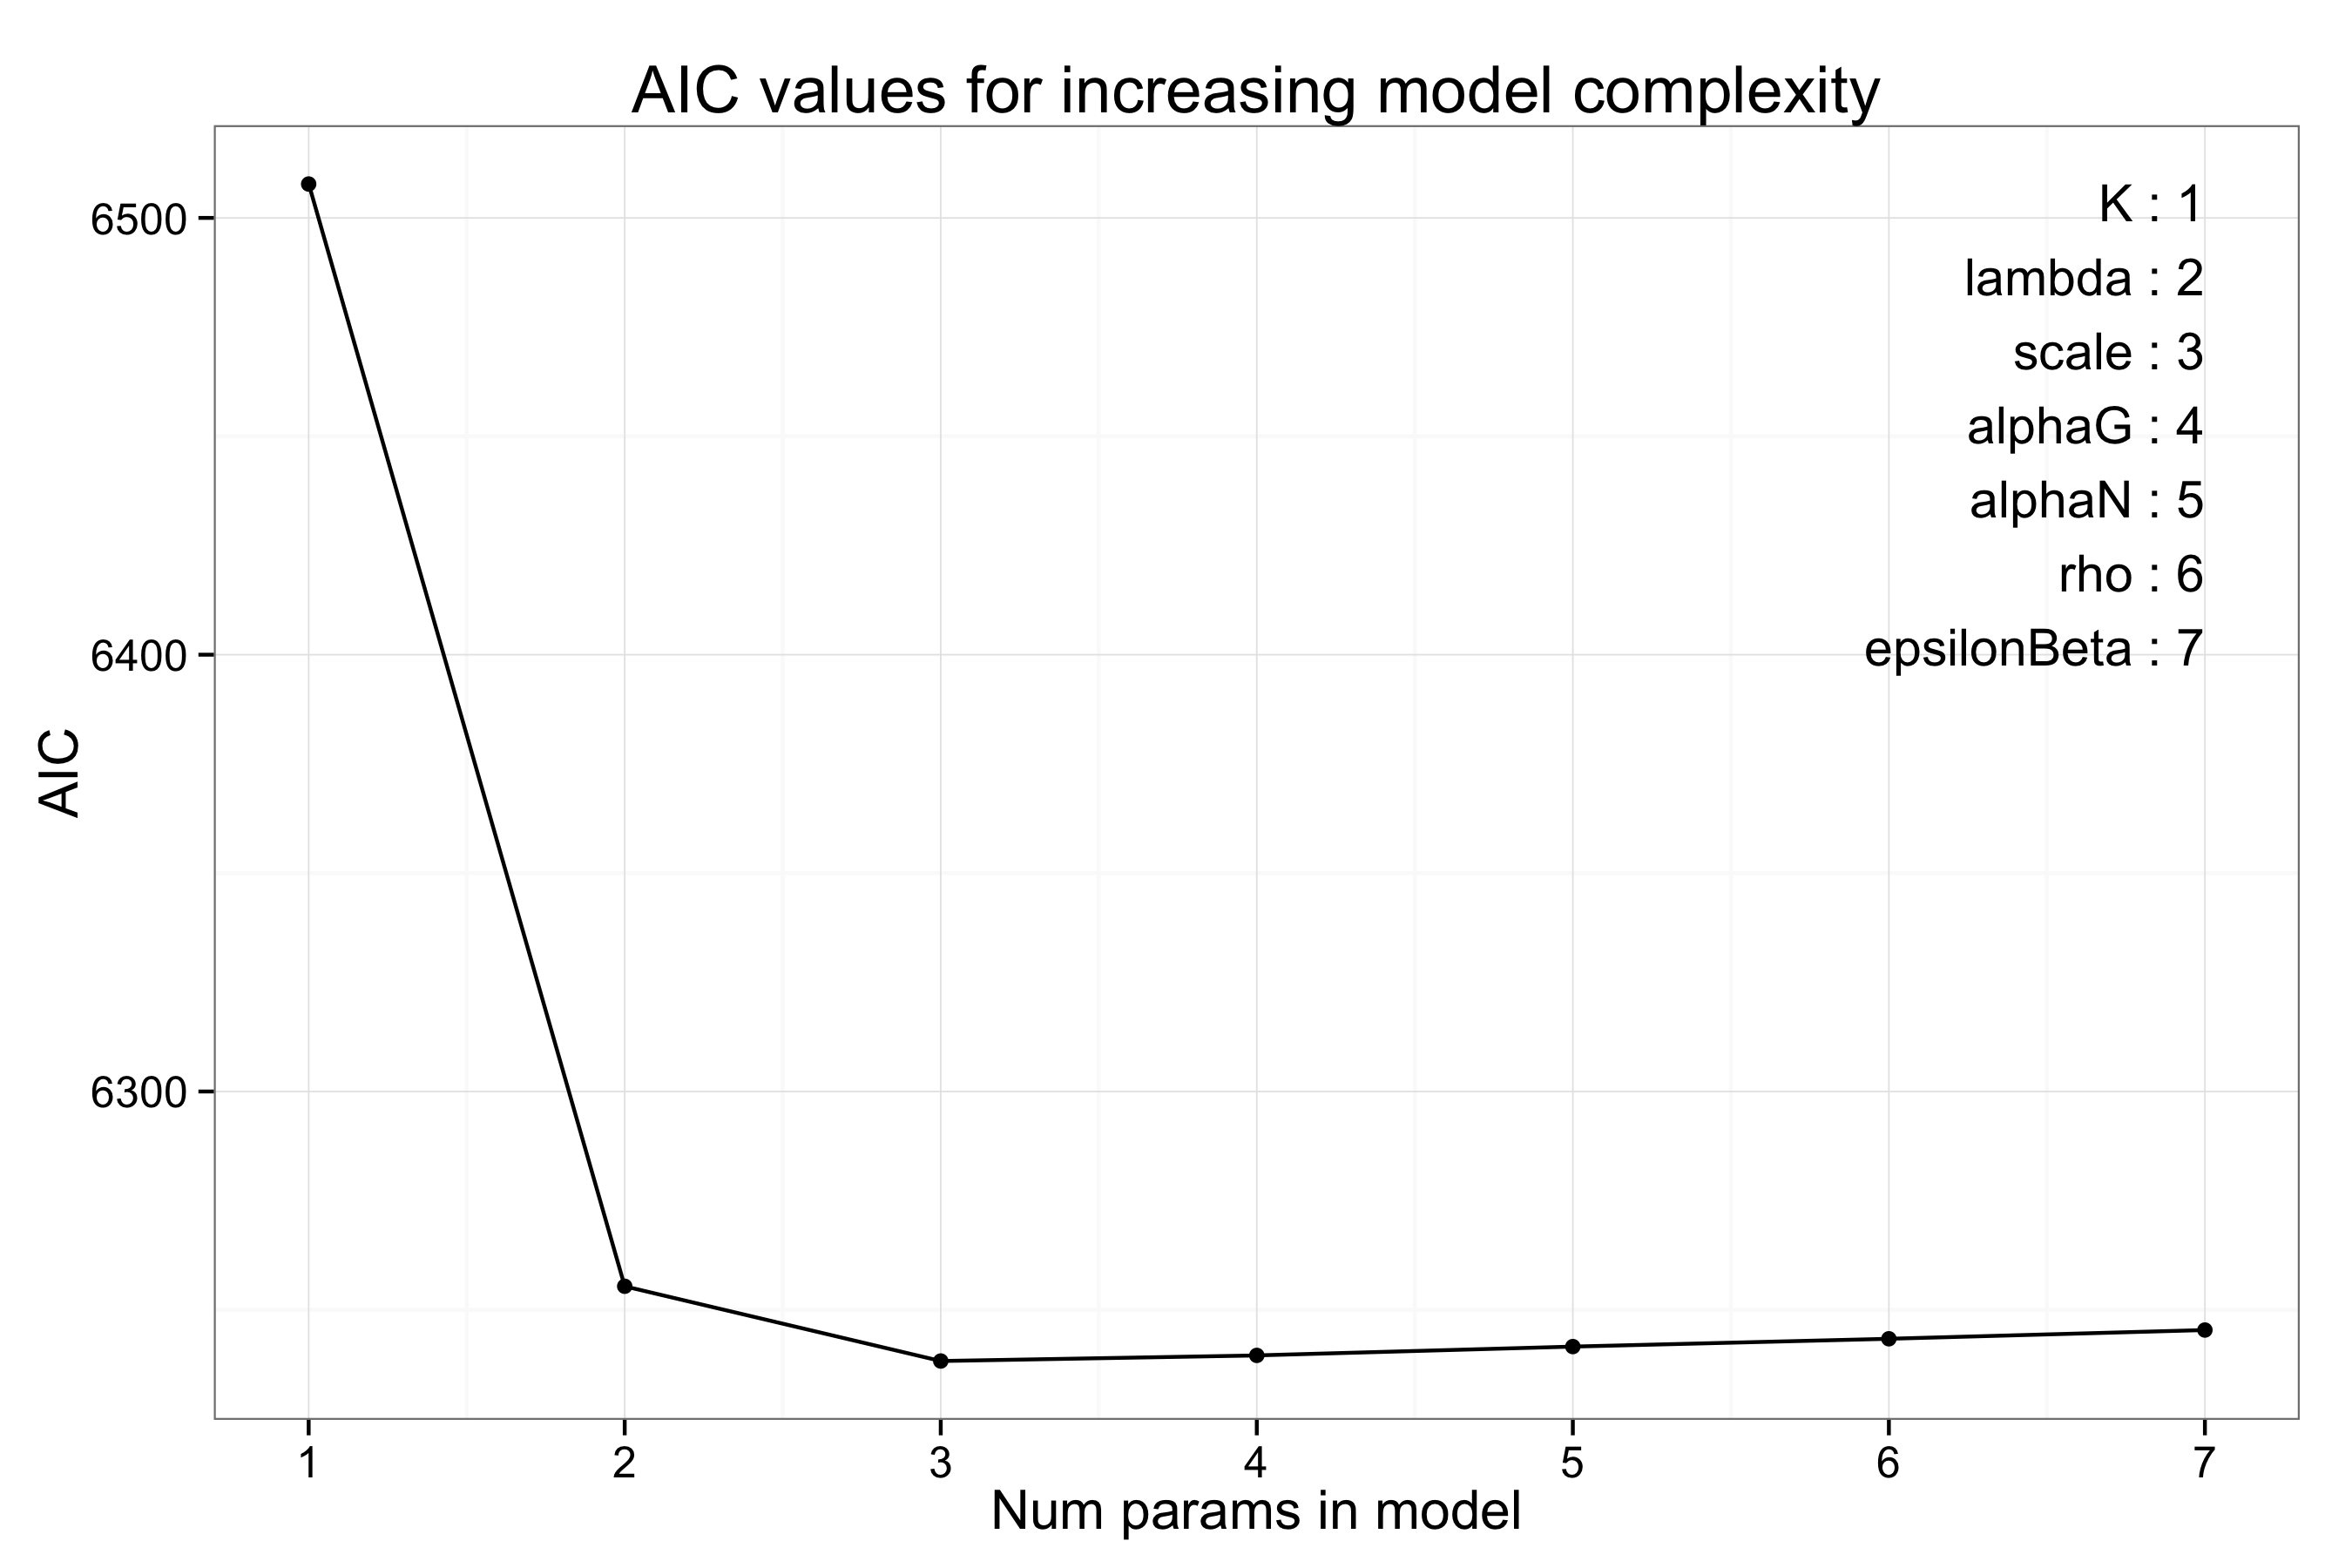 AIC values for increasing model complexity
6500
6400
6300
AIC
K : 1
lambda : 2
scale : 3
alphaG : 4
alphaN : 5
rho : 6
epsilonBeta : 7
1 2 3 4 5 6 7
Num params in model